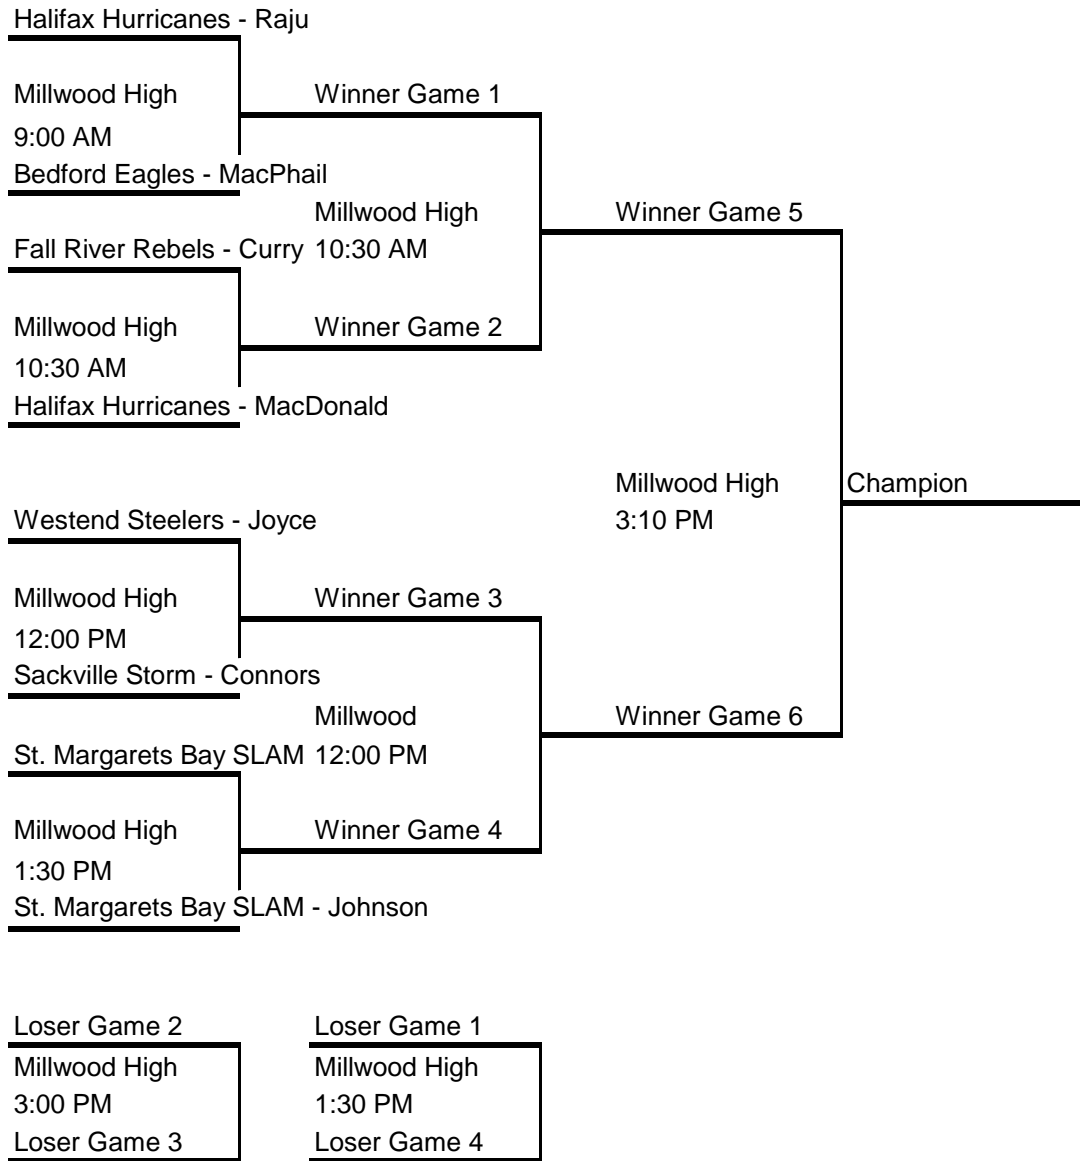 Halifax Hurricanes - Raju
Millwood High
Winner Game 1
9:00 AM
Bedford Eagles - MacPhail
Millwood High
Winner Game 5
Fall River Rebels - Curry
10:30 AM
Millwood High
Winner Game 2
10:30 AM
Halifax Hurricanes - MacDonald
Millwood High
Champion
Westend Steelers - Joyce
3:10 PM
Millwood High
Winner Game 3
12:00 PM
Sackville Storm - Connors
Millwood
Winner Game 6
St. Margarets Bay SLAM
12:00 PM
Millwood High
Winner Game 4
1:30 PM
St. Margarets Bay SLAM - Johnson
Loser Game 2
Loser Game 1
Millwood High
Millwood High
3:00 PM
1:30 PM
Loser Game 3
Loser Game 4